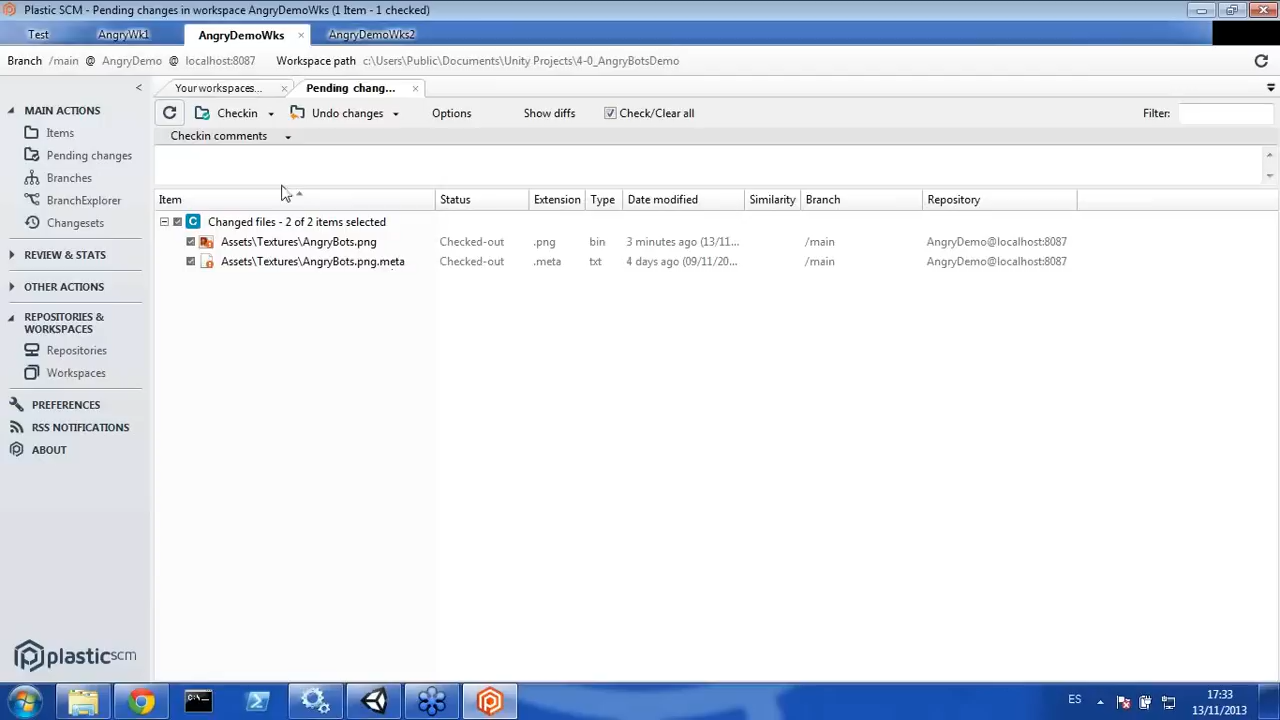 Plastic SCM - Pending changes in workspace AngryDemoWks (1 Item - 1 checked)
Test AngryWk1 AngryDemoWks AngryDemoWks2
Branch /main @ AngryDemo @ localhost:8087 Workspace path c:\Users\Public\Documents\Unity Projects\4-0_AngryBotsDemo
Your workspaces... Pending chang...
MAIN ACTIONS
Items
Pending changes
Branches
BranchExplorer
Changesets
REVIEW & STATS
OTHER ACTIONS
REPOSITORIES &
WORKSPACES
Repositories
Workspaces
PREFERENCES
RSS NOTIFICATIONS
ABOUT
plastic scm
Checkin Undo changes Options Show diffs Check/Clear all Filter:
Checkin comments
Item Status Extension Type Date modified Similarity Branch Repository
Changed files - 2 of 2 items selected
Assets\Textures\AngryBots.png Checked-out .png bin 3 minutes ago (13/11... /main AngryDemo@localhost:8087
Assets\Textures\AngryBots.png.meta Checked-out .meta txt 4 days ago (09/11/20... /main AngryDemo@localhost:8087
ES
17:33
13/11/2013